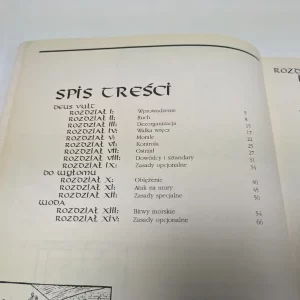 SPIS TREŚCI
DEUS VULT
ROZDZIAŁ I: Wprowadzenie 5
ROZDZIAŁ II: Ruch 8
ROZDZIAŁ III: Dezorganizacja 15
ROZDZIAŁ IV: Walka wręcz 17
ROZDZIAŁ V: Morale 22
ROZDZIAŁ VI: Kontrola 25
ROZDZIAŁ VII: Ostrzał 27
ROZDZIAŁ VIII: Dowódcy i sztandary 31
ROZDZIAŁ IX: Zasady opcjonalne 34
DO WYŁOMU
ROZDZIAŁ X: Oblężenie 40
ROZDZIAŁ XI: Atak na mury 45
ROZDZIAŁ XII: Zasady specjalne 50
WODA
ROZDZIAŁ XIII: Bitwy morskie 54
ROZDZIAŁ XIV: Zasady opcjonalne 66